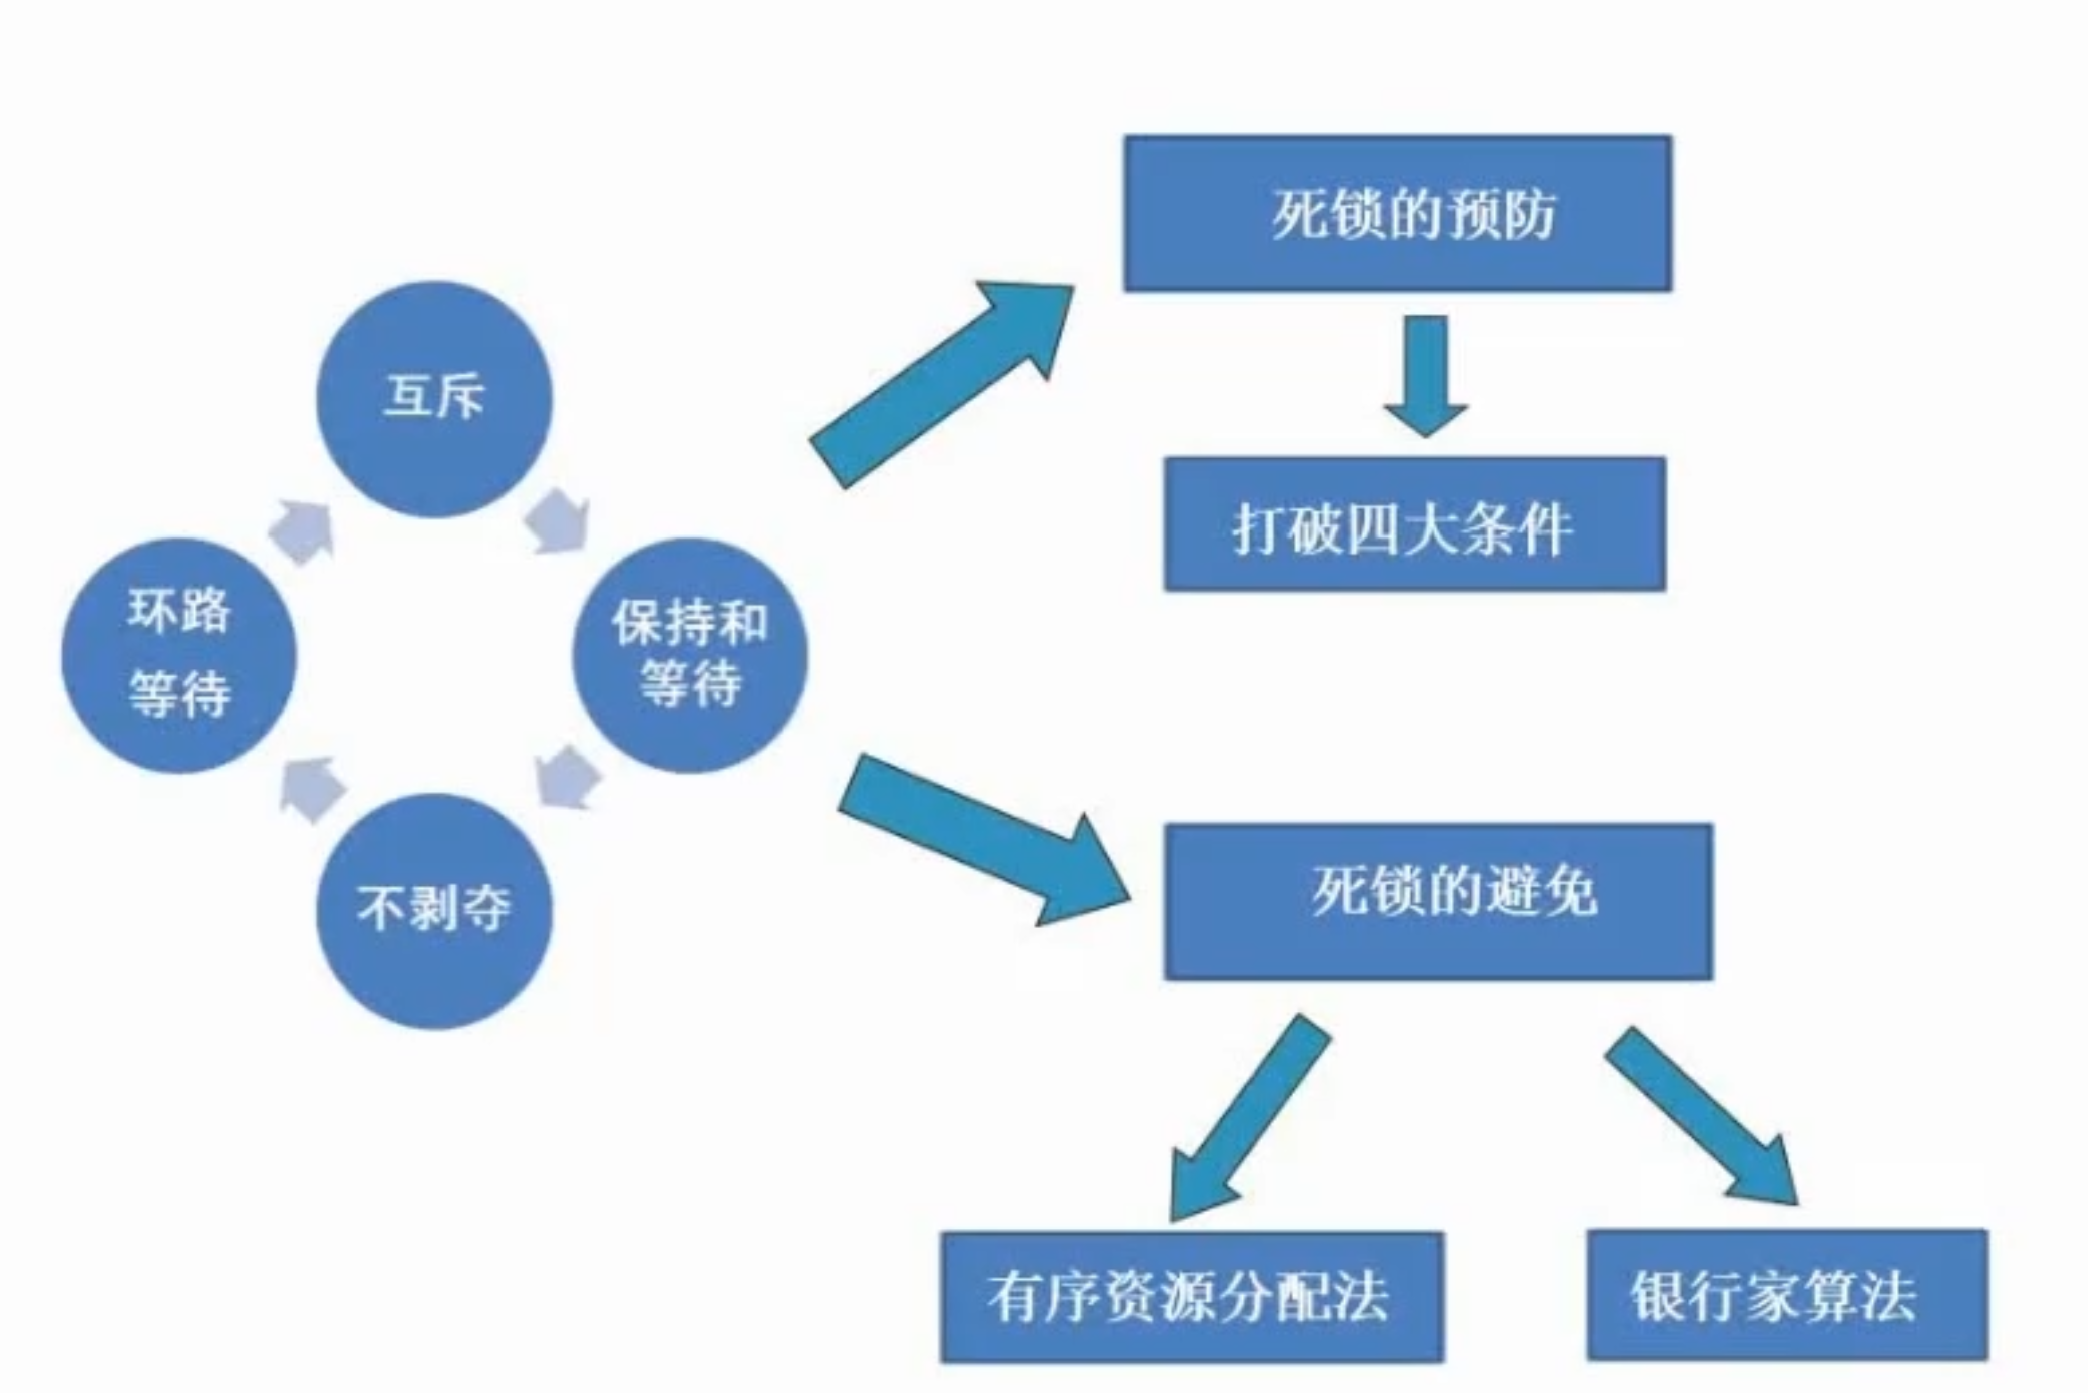 互斥
保持和
等待
不剥夺
环路
等待
死锁的预防
打破四大条件
死锁的避免
有序资源分配法
银行家算法